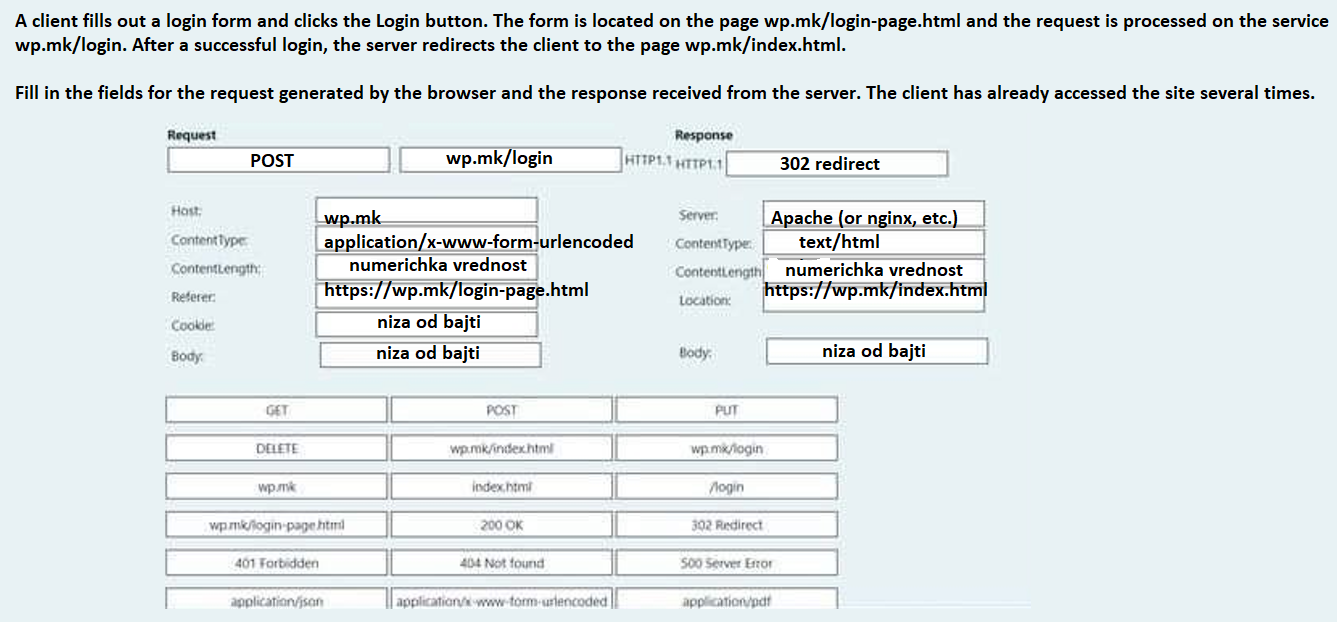 A client fills out a login form and clicks the Login button. The form is located on the page wp.mk/login-page.html and the request is processed on the service
wp.mk/login. After a successful login, the server redirects the client to the page wp.mk/index.html.
Fill in the fields for the request generated by the browser and the response received from the server. The client has already accessed the site several times.
Request
POST wp.mk/login HTTP1.1
Host: wp.mk
ContentType: application/x-www-form-urlencoded
ContentLength: numerichka vrednost
Referer: https://wp.mk/login-page.html
Cookie: niza od bajti
Body: niza od bajti
Response
HTTP1.1 302 redirect
Server: Apache (or nginx, etc.)
ContentType: text/html
ContentLength numerichka vrednost
Location: https://wp.mk/index.html
Body: niza od bajti
GET POST PUT
DELETE wp.mk/index.html wp.mk/login
wp.mk index.html /login
wp.mk/login-page.html 200 OK 302 Redirect
401 Forbidden 404 Not found 500 Server Error
application/json application/x-www-form-urlencoded application/pdf